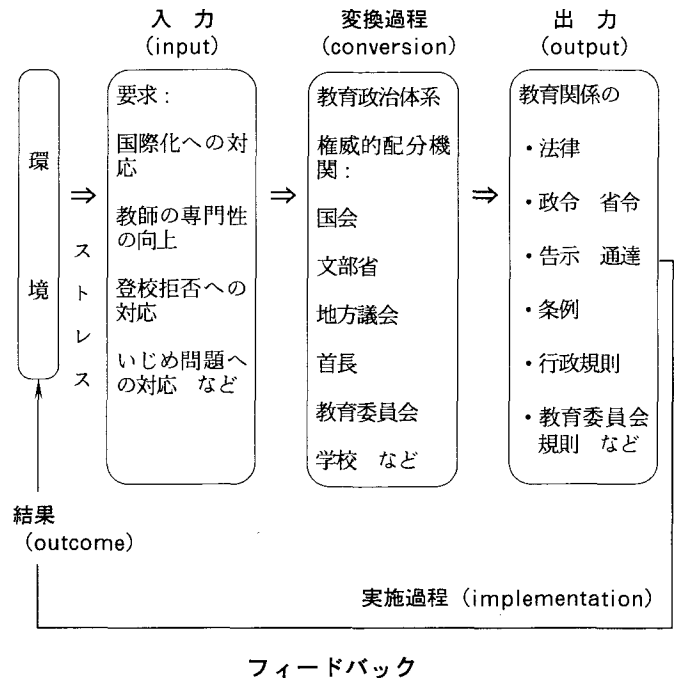 入 力
(input)
変換過程
(conversion)
出 力
(output)
環境
ストレス
要求：
国際化への対
応
教師の専門性
の向上
登校拒否への
対応
いじめ問題へ
の対応 など
教育政治体系
権威的配分機
関：
国会
文部省
地方議会
首長
教育委員会
学校 など
教育関係の
・法律
・政令 省令
・告示 通達
・条例
・行政規則
・教育委員会
規則 など
結果
(outcome)
実施過程 (implementation)
フィードバック